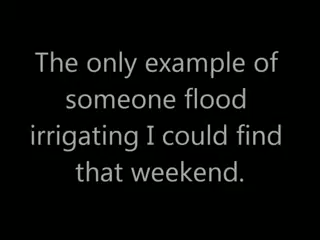 The only example of
someone flood
irrigating I could find
that weekend.